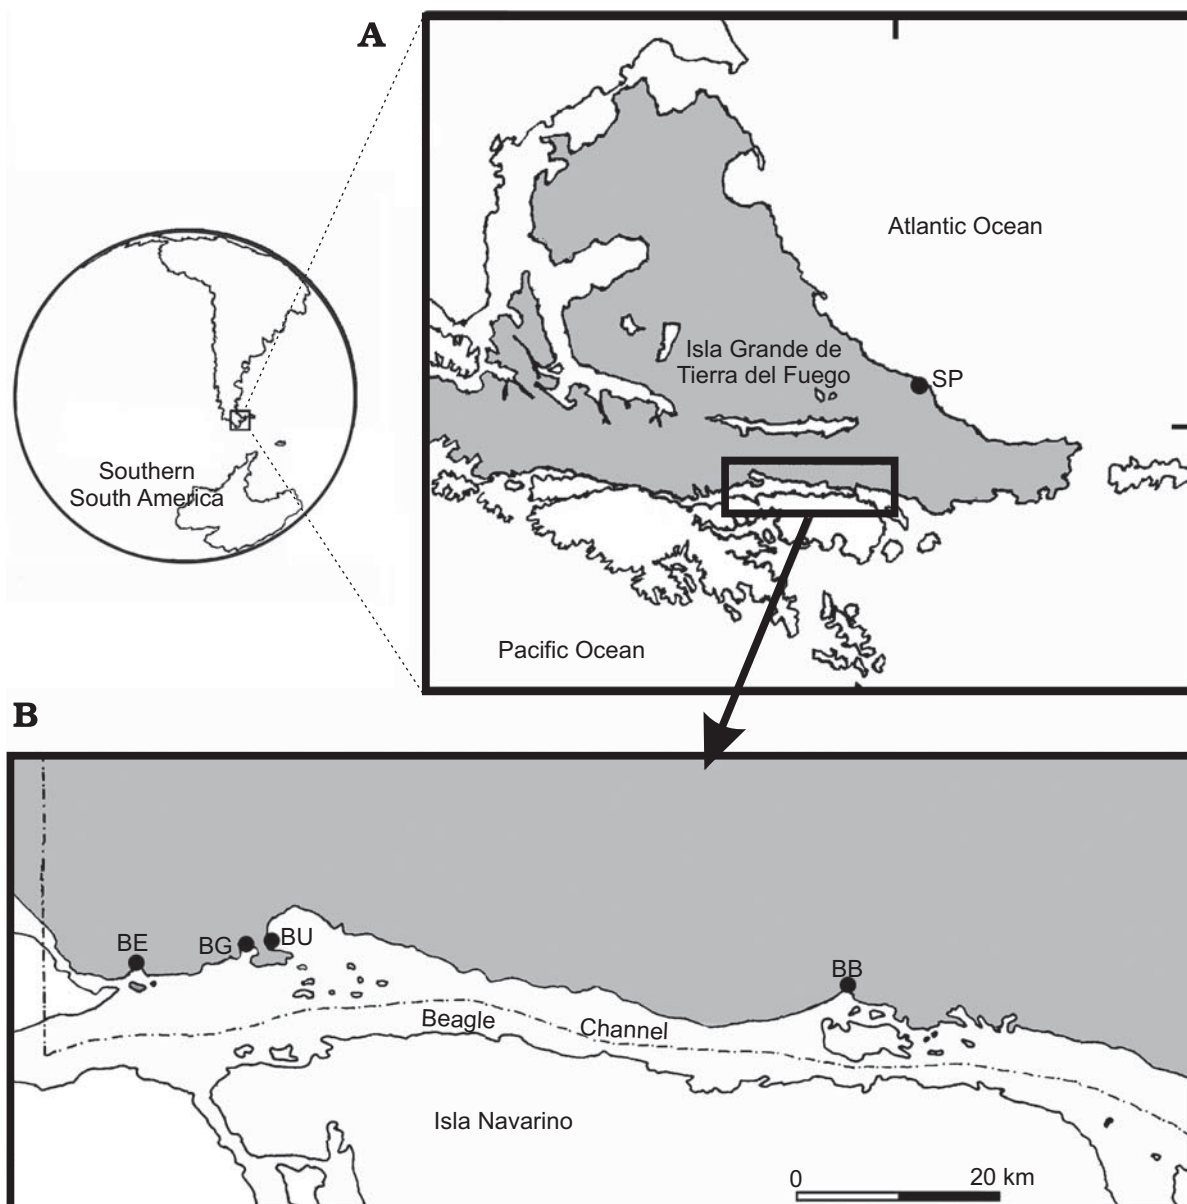 A
Atlantic Ocean
Isla Grande de
Tierra del Fuego
SP
Southern
South America
Pacific Ocean
B
BE
BG
BU
BB
Beagle
Channel
Isla Navarino
0
20 km